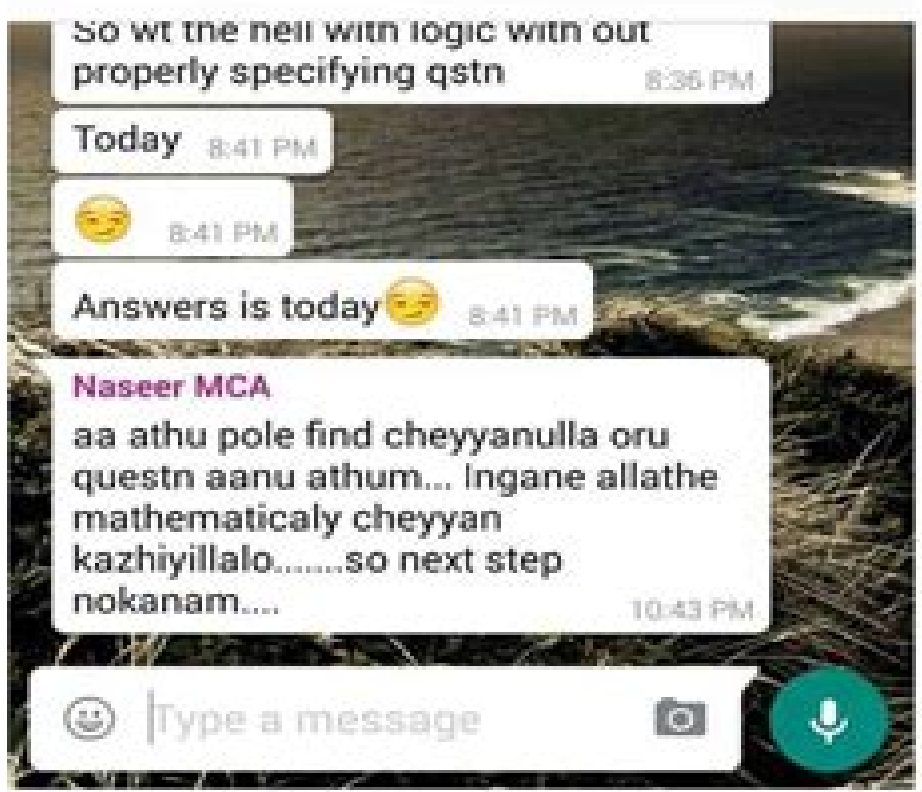 So wt the hell with logic with out
properly specifying qstn
8:36 PM
Today 8:41 PM
😏 8:41 PM
Answers is today😏 8:41 PM
Naseer MCA
aa athu pole find cheyyanulla oru
questn aanu athum... Ingane allathe
mathematicaly cheyyan
kazhiyillalo.......so next step
nokanam....
10:43 PM
Type a message